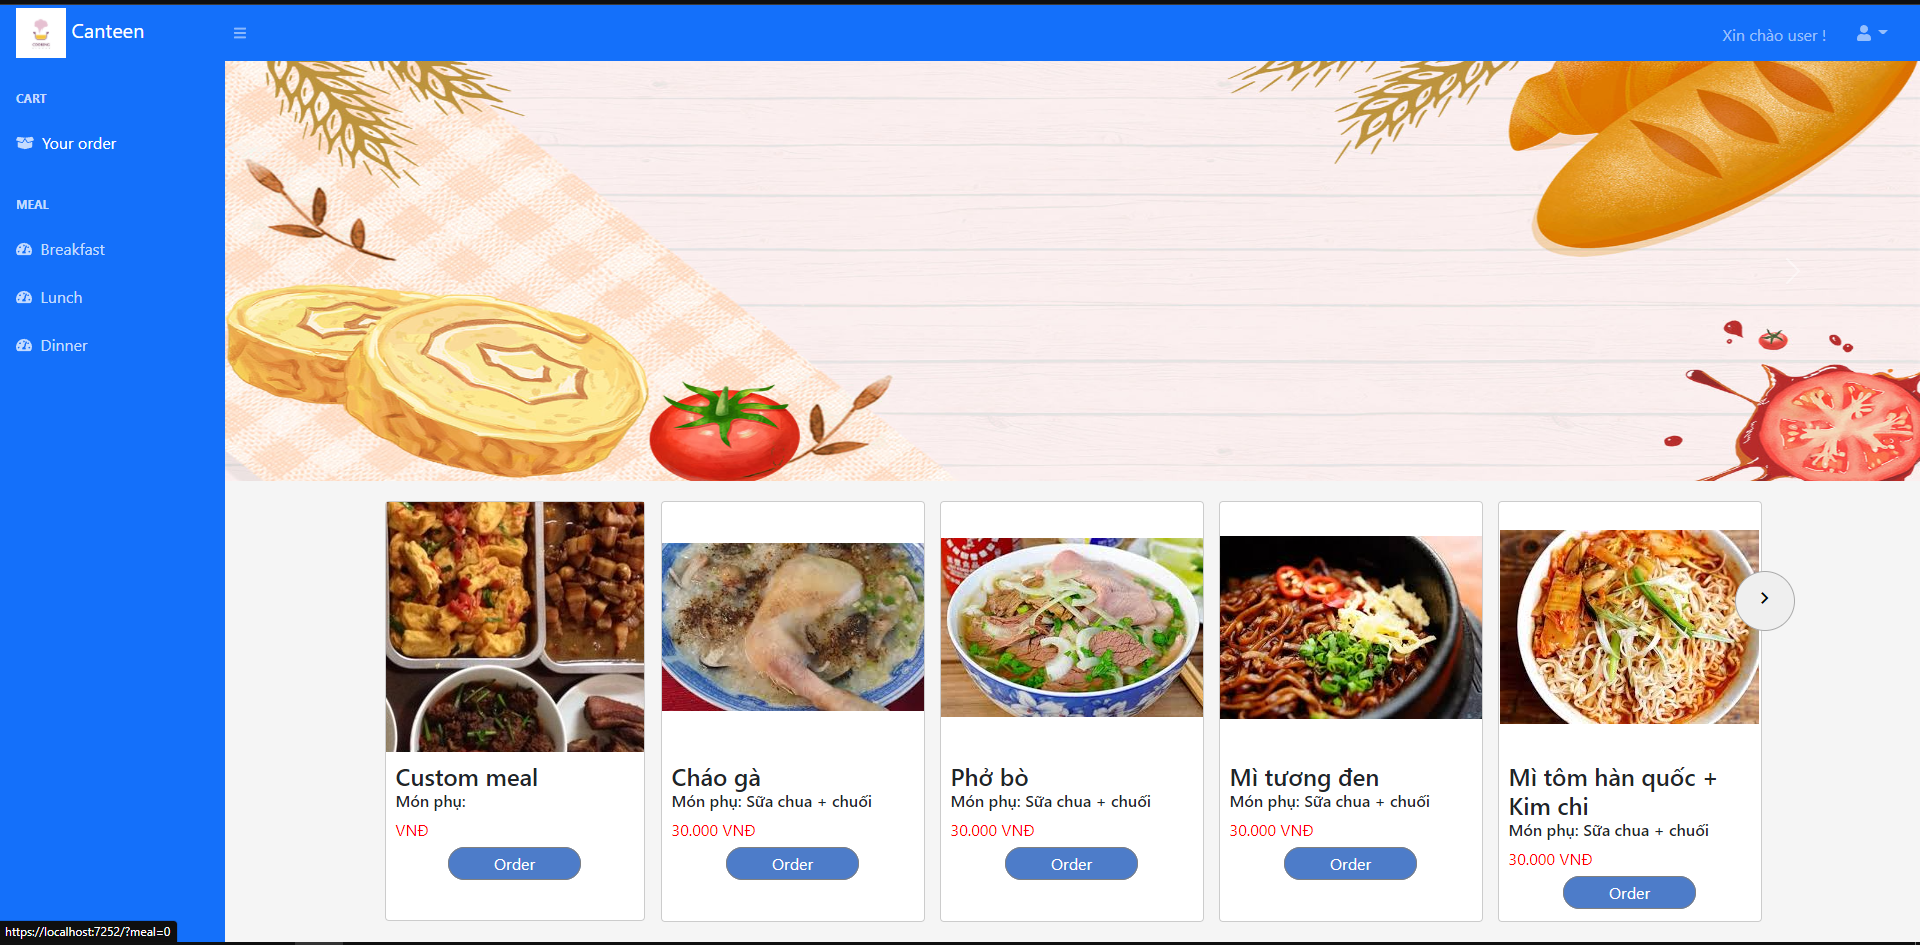 Canteen
Xin chào user !
CART
Your order
MEAL
Breakfast
Lunch
Dinner
Custom meal
Món phụ:
VNĐ
Order
Cháo gà
Món phụ: Sữa chua + chuối
30.000 VNĐ
Order
Phở bò
Món phụ: Sữa chua + chuối
30.000 VNĐ
Order
Mì tương đen
Món phụ: Sữa chua + chuối
30.000 VNĐ
Order
Mì tôm hàn quốc +
Kim chi
Món phụ: Sữa chua + chuối
30.000 VNĐ
Order
https://localhost:7252/?meal=0